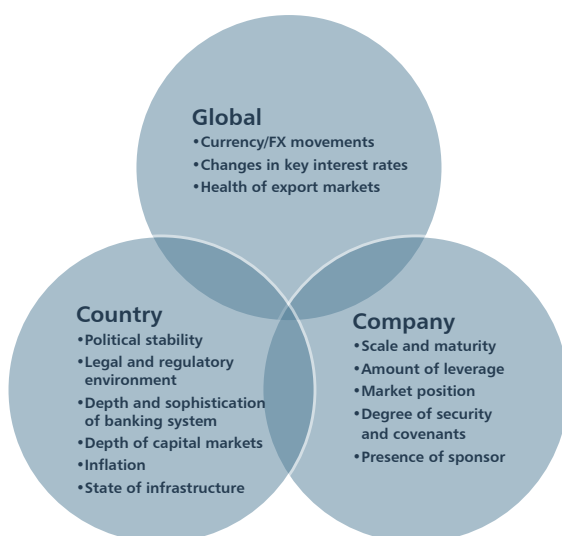 Global
•Currency/FX movements
•Changes in key interest rates
•Health of export markets
Country
•Political stability
•Legal and regulatory
environment
•Depth and sophistication
of banking system
•Depth of capital markets
•Inflation
•State of infrastructure
Company
•Scale and maturity
•Amount of leverage
•Market position
•Degree of security
and covenants
•Presence of sponsor